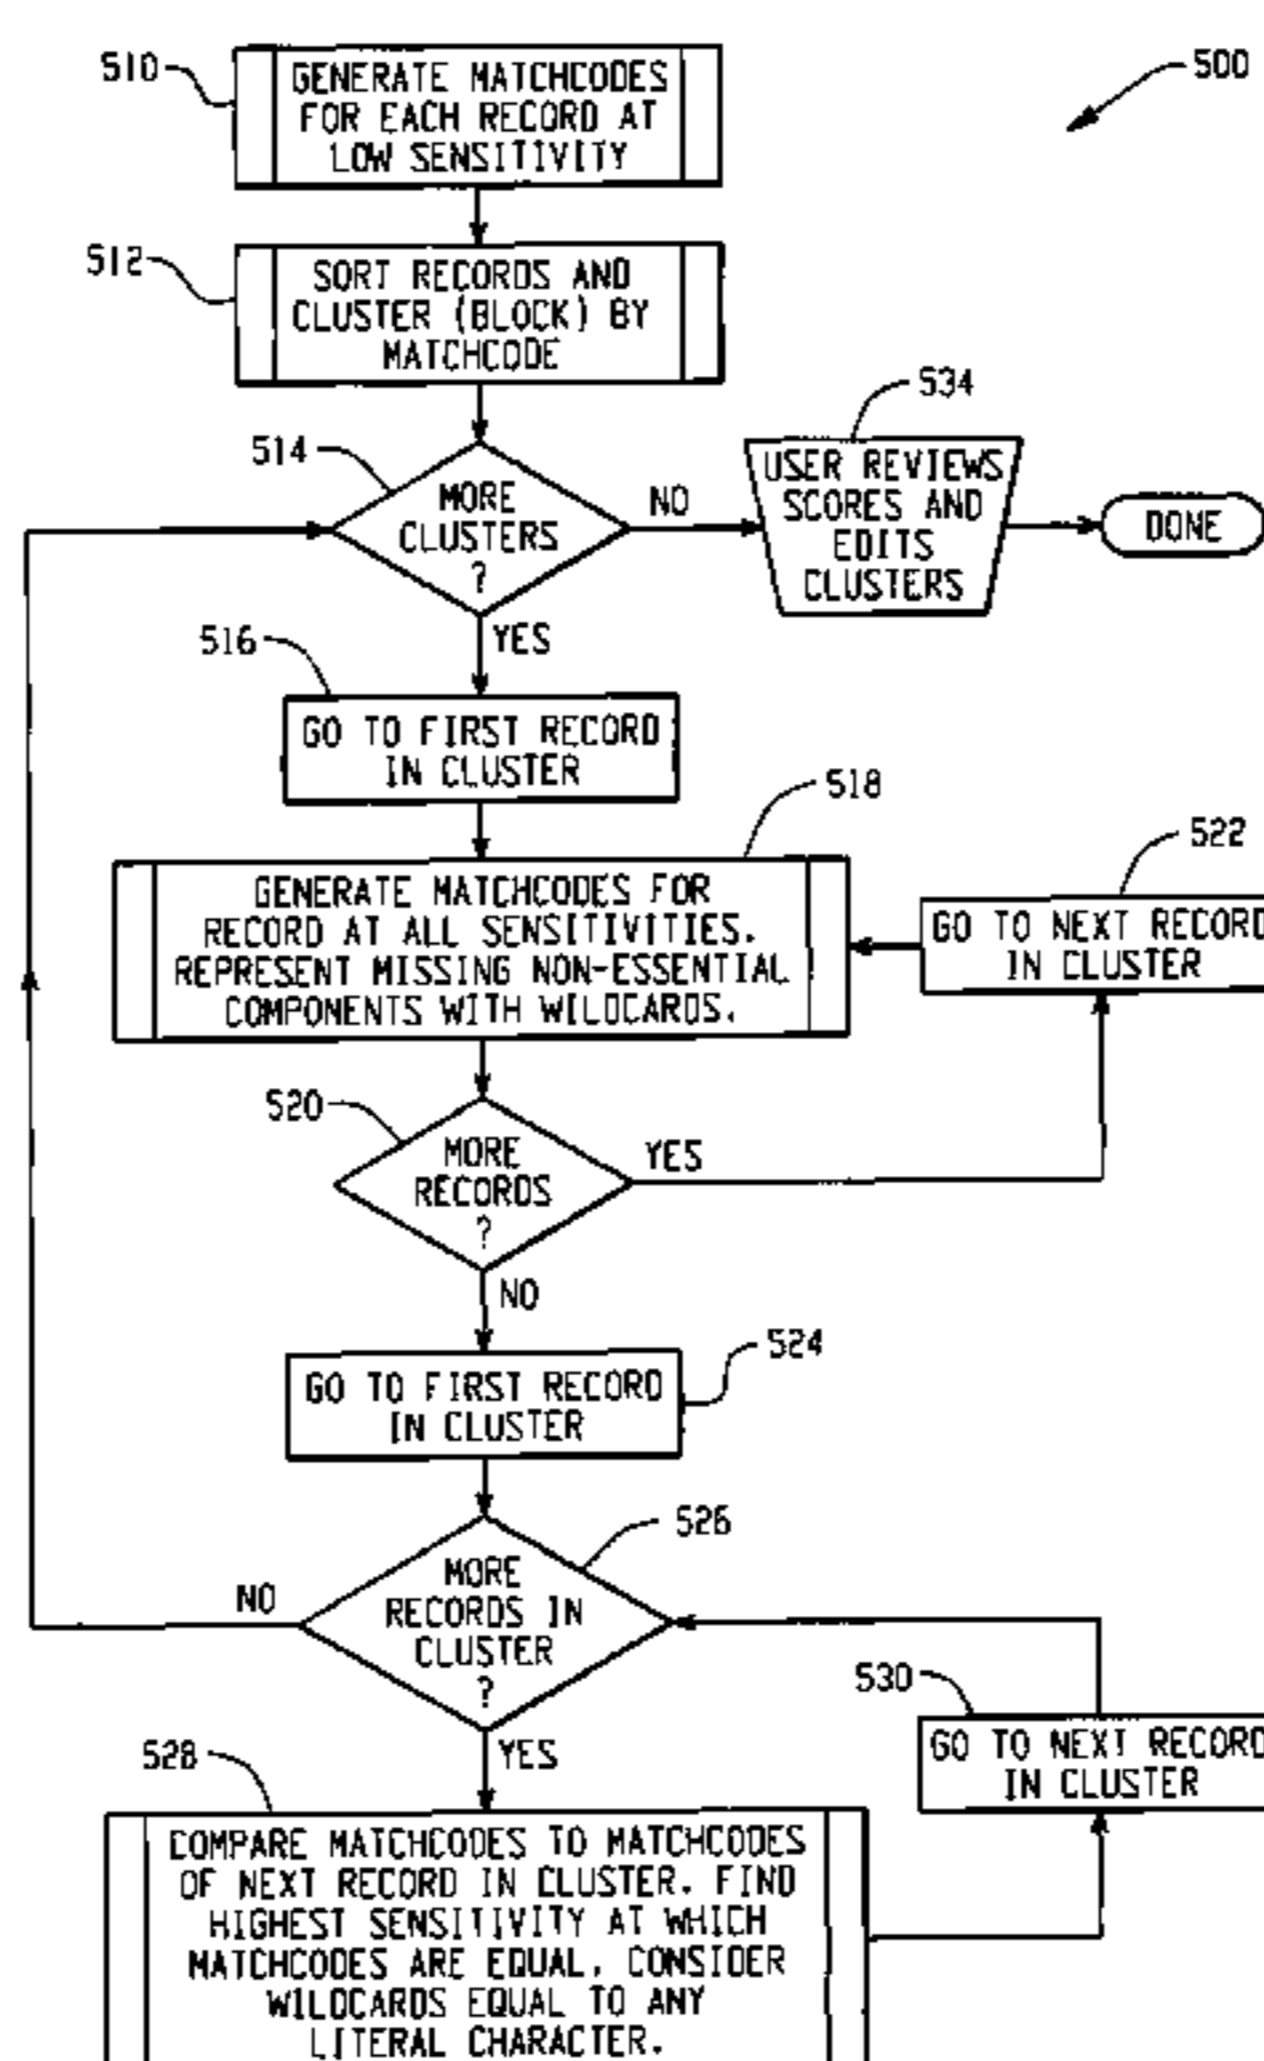 510
GENERATE MATCHCODES
FOR EACH RECORD AT
LOW SENSITIVITY
500
512
SORT RECORDS AND
CLUSTER (BLOCK) BY
MATCHCODE
514
MORE
CLUSTERS
?
NO
534
USER REVIEWS
SCORES AND
EDITS
CLUSTERS
DONE
YES
516
GO TO FIRST RECORD
IN CLUSTER
518
GENERATE MATCHCODES FOR
RECORD AT ALL SENSITIVITIES.
REPRESENT MISSING NON-ESSENTIAL
COMPONENTS WITH WILDCARDS.
522
GO TO NEXT RECORD
IN CLUSTER
520
MORE
RECORDS
?
YES
NO
524
GO TO FIRST RECORD
IN CLUSTER
526
MORE
RECORDS IN
CLUSTER
?
NO
YES
530
GO TO NEXT RECORD
IN CLUSTER
528
COMPARE MATCHCODES TO MATCHCODES
OF NEXT RECORD IN CLUSTER. FIND
HIGHEST SENSITIVITY AT WHICH
MATCHCODES ARE EQUAL. CONSIDER
WILDCARDS EQUAL TO ANY
LITERAL CHARACTER.